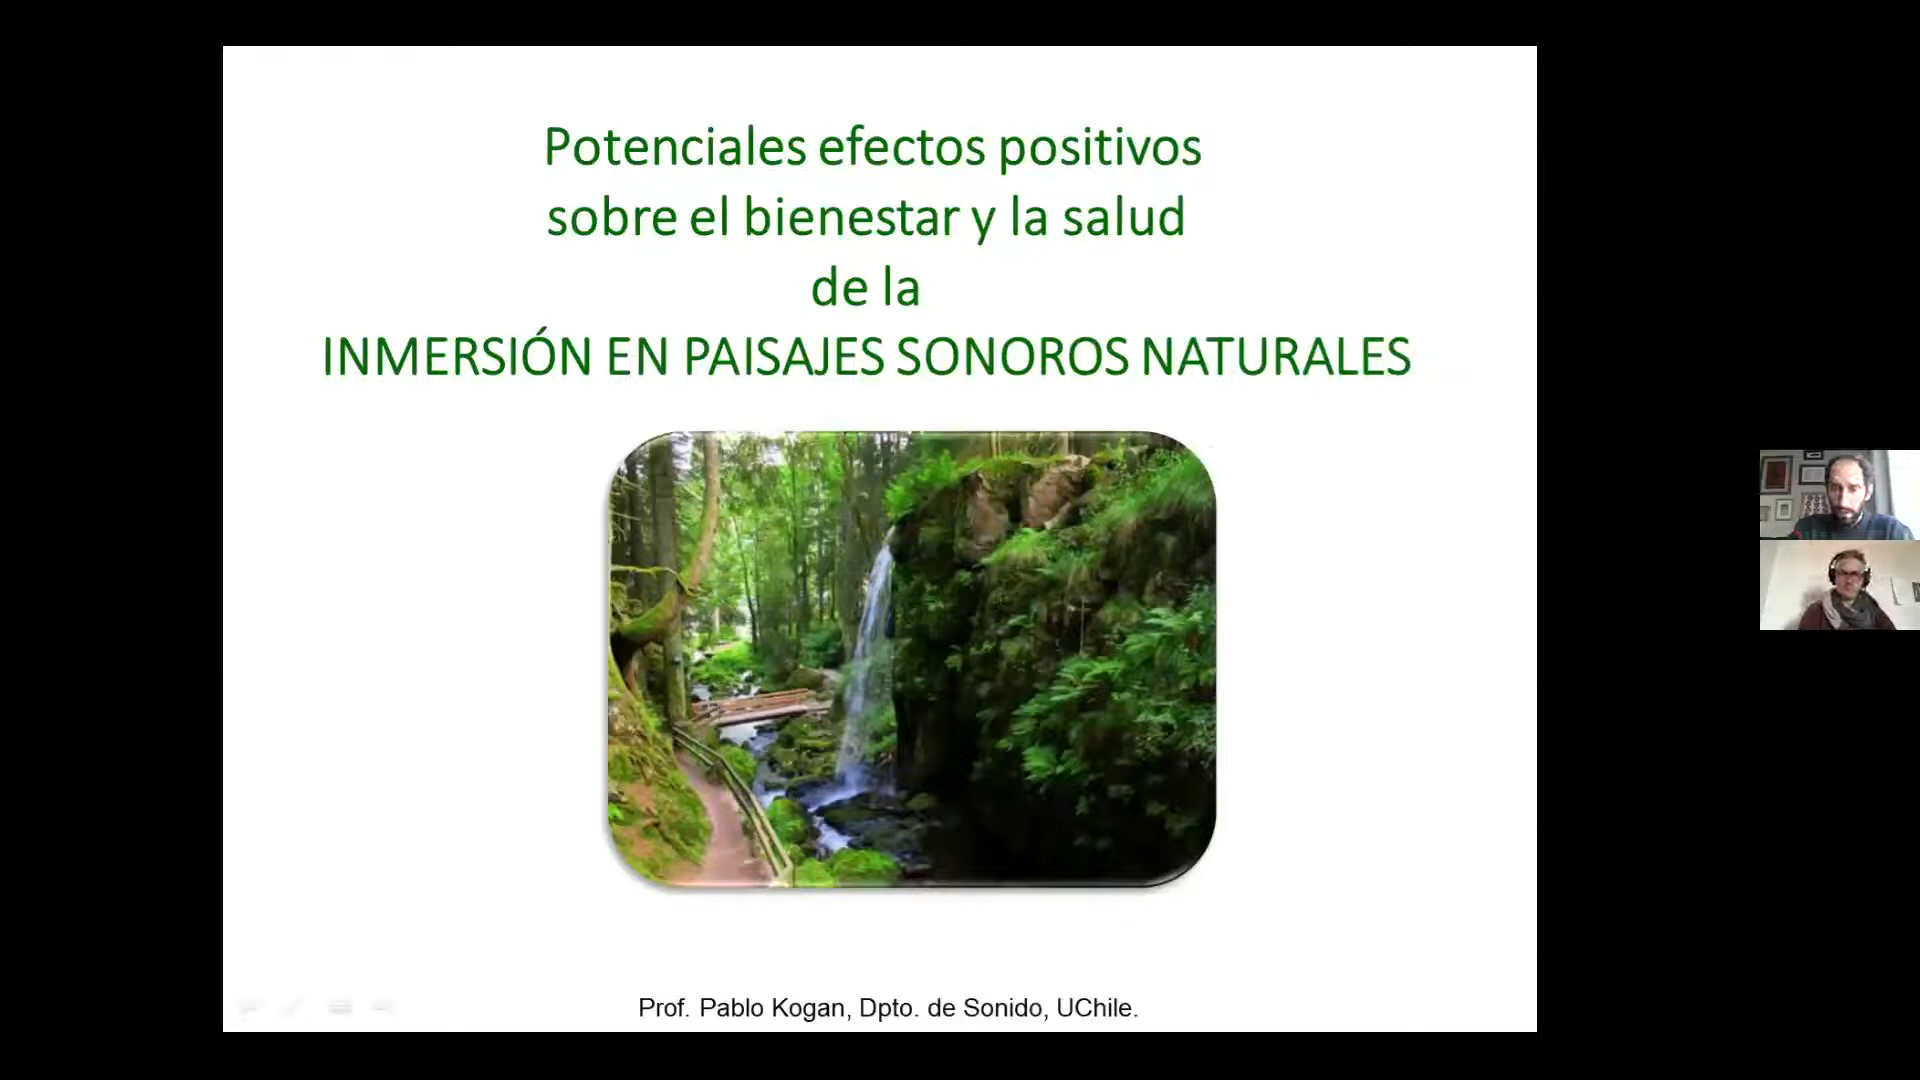 Potenciales efectos positivos
sobre el bienestar y la salud
de la
INMERSIÓN EN PAISAJES SONOROS NATURALES
Prof. Pablo Kogan, Dpto. de Sonido, UChile.